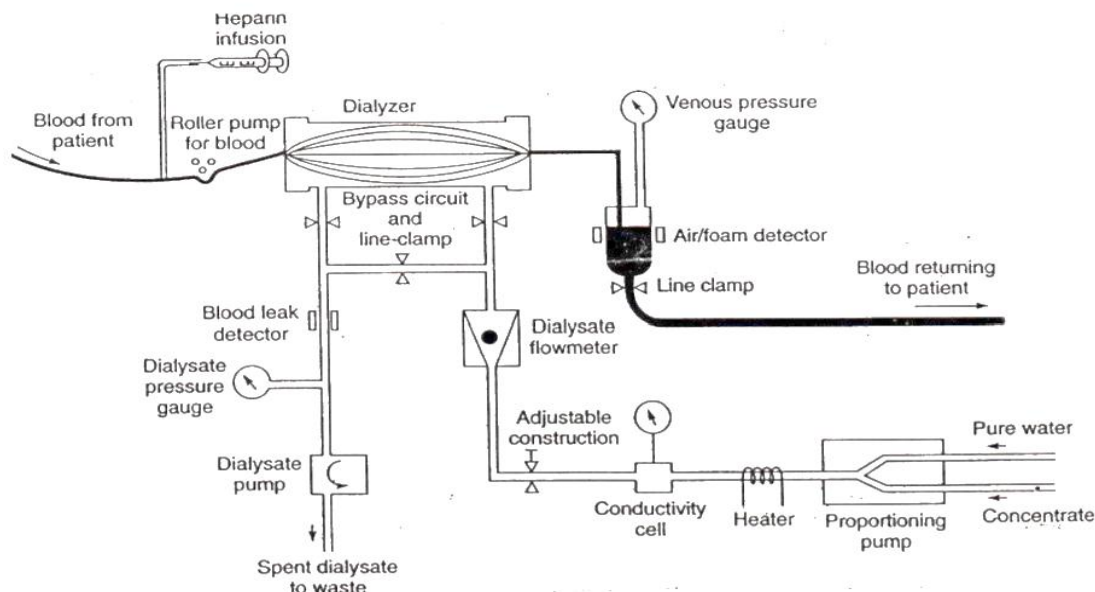 Heparin
infusion
Blood from
patient
Roller pump
for blood
Dialyzer
Venous pressure
gauge
Bypass circuit
and
line-clamp
Air/foam detector
Line clamp
Blood returning
to patient
Blood leak
detector
Dialysate
flowmeter
Dialysate
pressure
gauge
Adjustable
construction
Pure water
Dialysate
pump
Conductivity
cell
Heater
Proportioning
pump
Concentrate
Spent dialysate
to waste